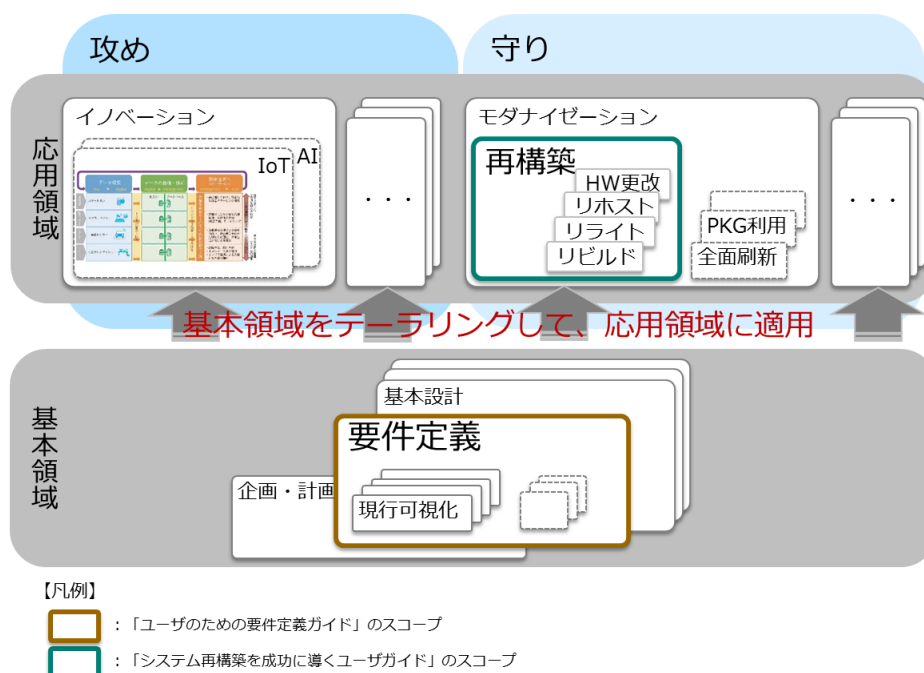 攻め
守り
応用領域
イノベーション
IoT
AI
・・・
モダナイゼーション
再構築
HW更改
リホスト
リライト
リビルド
PKG利用
全面刷新
・・・
基本領域をテーラリングして、応用領域に適用
基本領域
基本設計
要件定義
企画・計画
現行可視化
【凡例】
：「ユーザのための要件定義ガイド」のスコープ
：「システム再構築を成功に導くユーザガイド」のスコープ